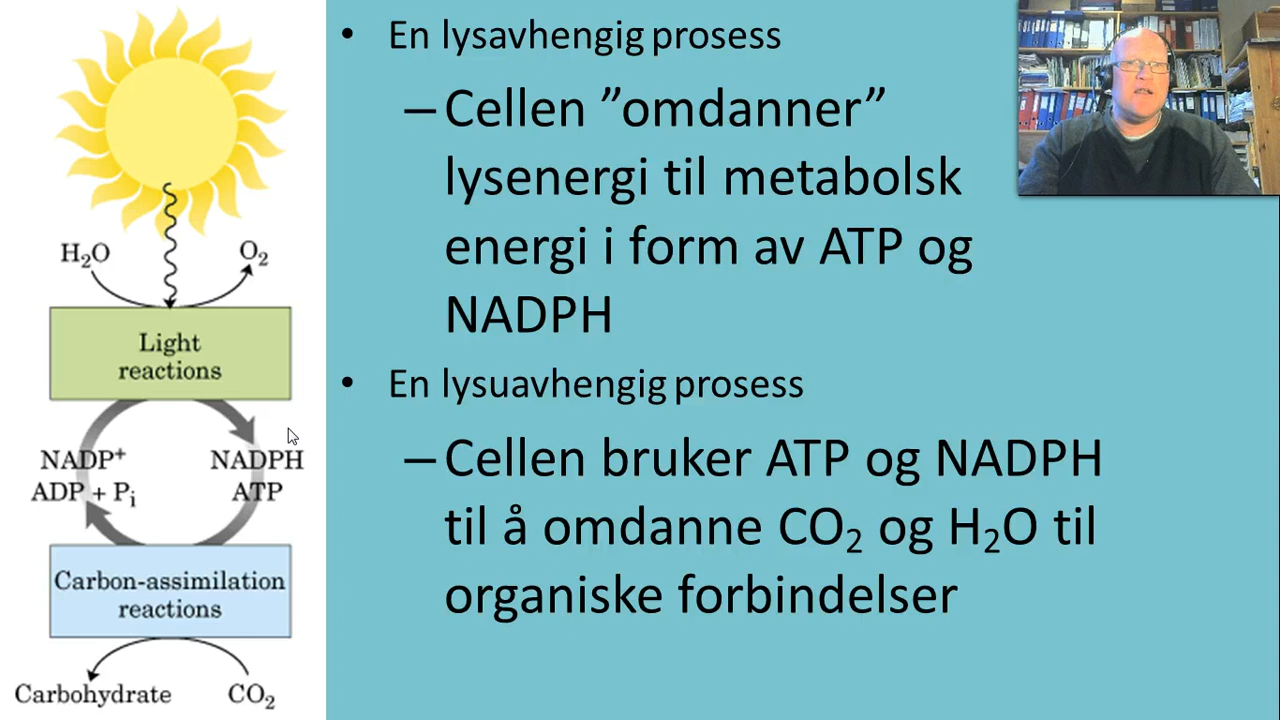 H₂O
O₂
Light
reactions
NADP⁺
ADP + Pᵢ
NADPH
ATP
Carbon-assimilation
reactions
Carbohydrate
CO₂
• En lysavhengig prosess
– Cellen ”omdanner”
lysenergi til metabolsk
energi i form av ATP og
NADPH
• En lysuavhengig prosess
– Cellen bruker ATP og NADPH
til å omdanne CO₂ og H₂O til
organiske forbindelser